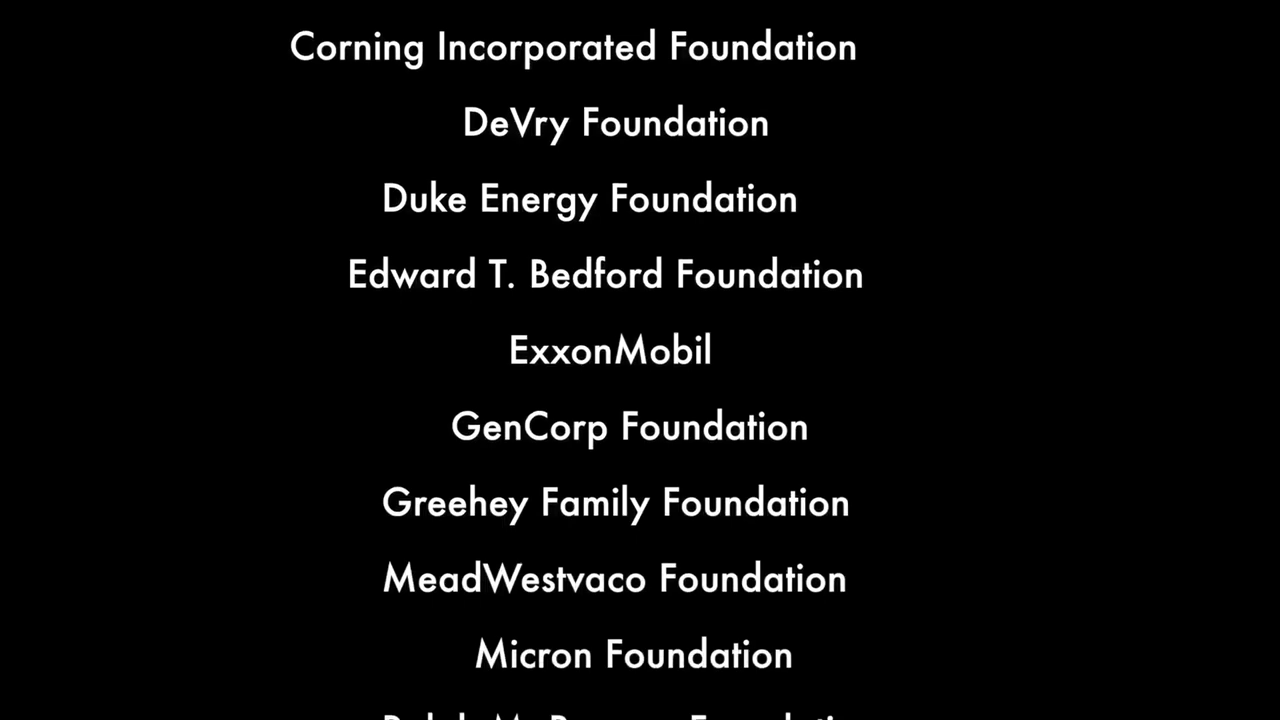 Corning Incorporated Foundation
DeVry Foundation
Duke Energy Foundation
Edward T. Bedford Foundation
ExxonMobil
GenCorp Foundation
Greehey Family Foundation
MeadWestvaco Foundation
Micron Foundation